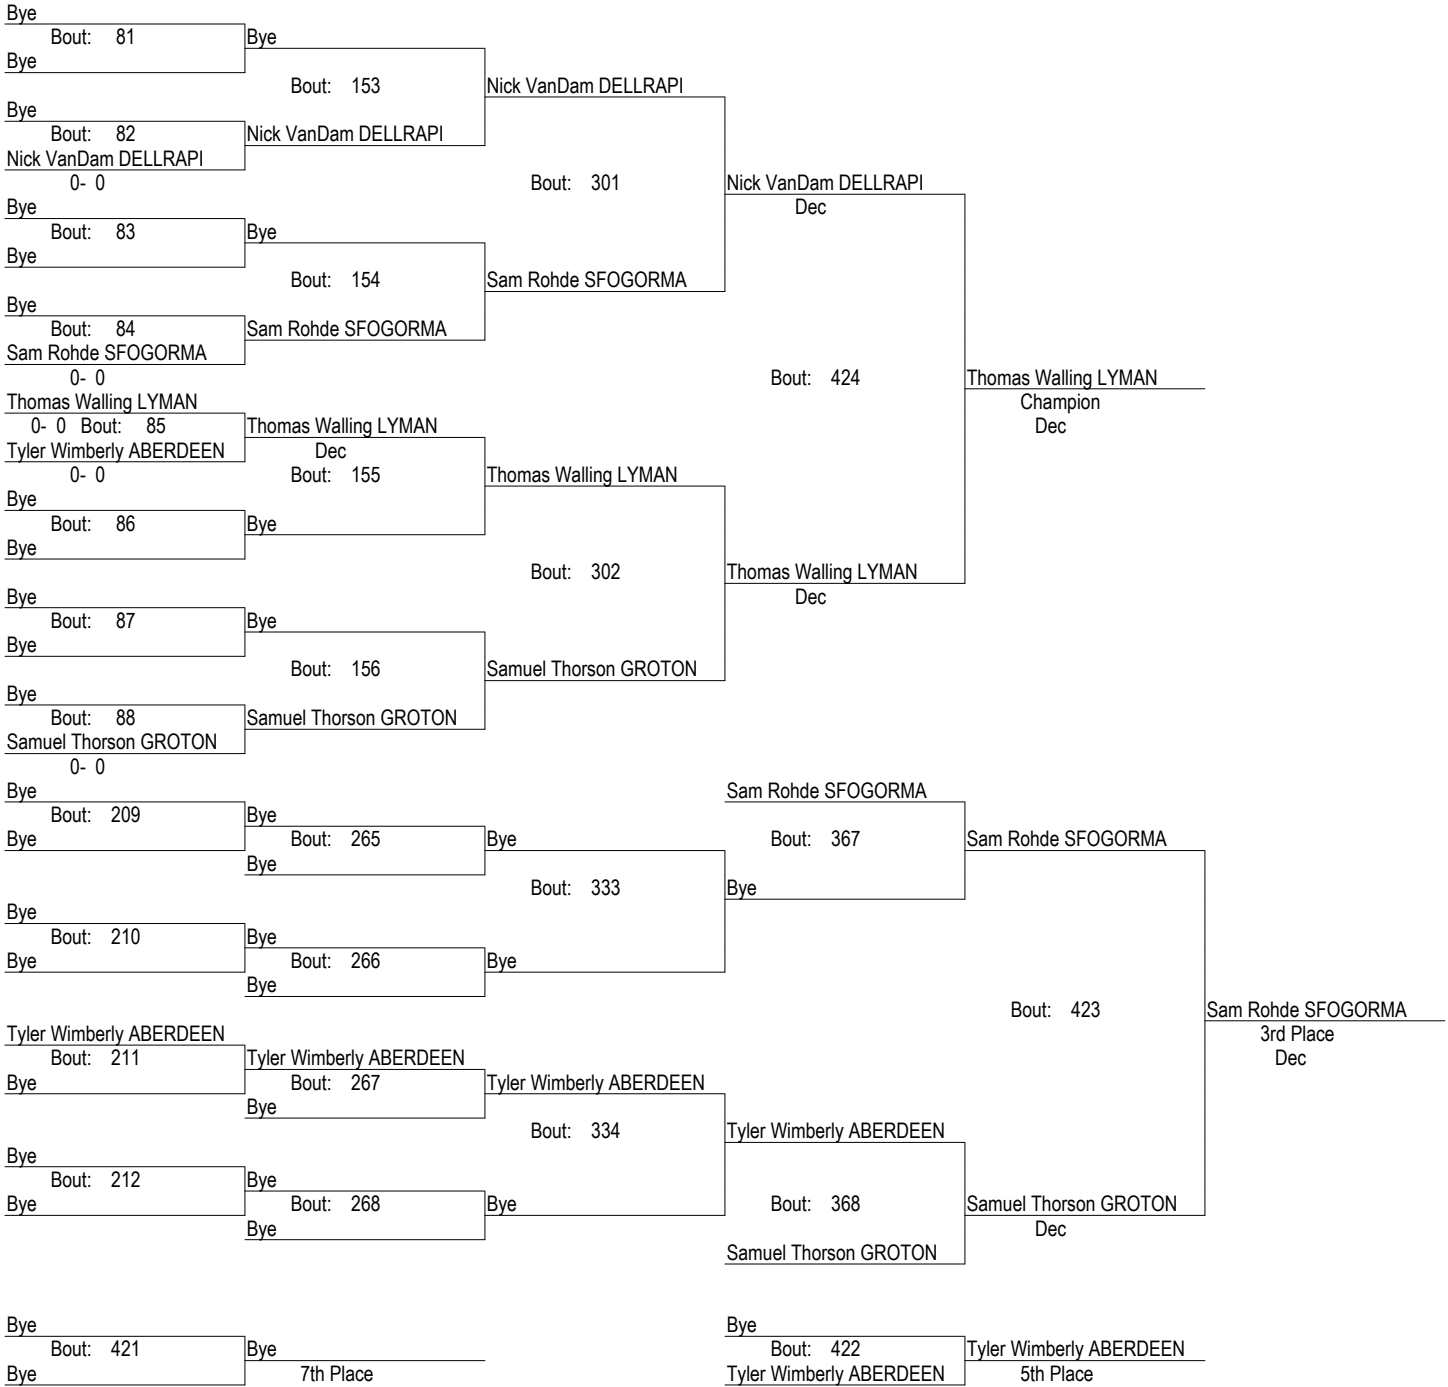 Bye
Bout: 81 Bye
Bye
Bout: 153 Nick VanDam DELLRAPI
Bye
Bout: 82 Nick VanDam DELLRAPI
Nick VanDam DELLRAPI
0- 0 Bout: 301 Nick VanDam DELLRAPI
Bye Dec
Bout: 83 Bye
Bye
Bout: 154 Sam Rohde SFOGORMA
Bye
Bout: 84 Sam Rohde SFOGORMA
Sam Rohde SFOGORMA
0- 0 Bout: 424 Thomas Walling LYMAN
Thomas Walling LYMAN Champion
0- 0 Bout: 85 Thomas Walling LYMAN Dec
Tyler Wimberly ABERDEEN Dec
0- 0 Bout: 155 Thomas Walling LYMAN
Bye
Bout: 86 Bye
Bye
Bout: 302 Thomas Walling LYMAN
Bye Dec
Bout: 87 Bye
Bye
Bout: 156 Samuel Thorson GROTON
Bye
Bout: 88 Samuel Thorson GROTON
Samuel Thorson GROTON
0- 0
Bye Sam Rohde SFOGORMA
Bout: 209 Bye
Bye Bout: 265 Bye Bout: 367 Sam Rohde SFOGORMA
Bye
Bout: 333 Bye
Bye
Bout: 210 Bye
Bye Bout: 266 Bye
Bye
Bout: 423 Sam Rohde SFOGORMA
Tyler Wimberly ABERDEEN 3rd Place
Bout: 211 Tyler Wimberly ABERDEEN Dec
Bye Bout: 267 Tyler Wimberly ABERDEEN
Bye
Bout: 334 Tyler Wimberly ABERDEEN
Bye
Bout: 212 Bye
Bye Bout: 268 Bye Bout: 368 Samuel Thorson GROTON
Bye Dec
Samuel Thorson GROTON
Bye Bye
Bout: 421 Bye Bout: 422 Tyler Wimberly ABERDEEN
Bye 7th Place Tyler Wimberly ABERDEEN 5th Place